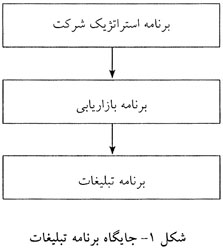 برنامه استراتژیک شرکت
برنامه بازاریابی
برنامه تبلیغات
شکل ۱- جایگاه برنامه تبلیغات